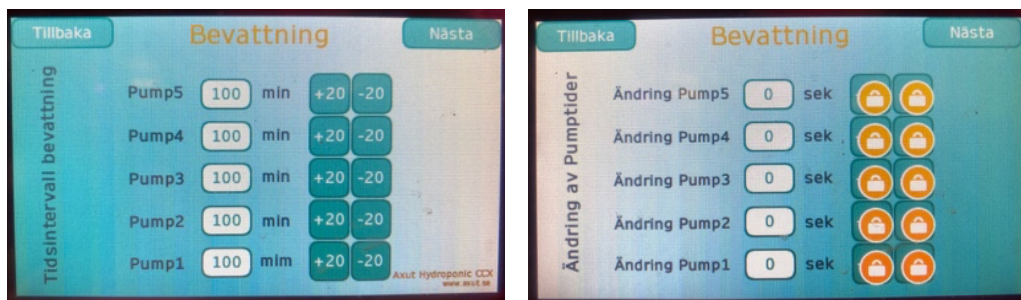 Tillbaka Bevattning Nästa
Tidsintervall bevattning
Pump5 100 min +20 -20
Pump4 100 min +20 -20
Pump3 100 min +20 -20
Pump2 100 min +20 -20
Pump1 100 mim +20 -20
Axut Hydroponic CCX
www.axut.se
Tillbaka Bevattning Nästa
Ändring av Pumptider
Ändring Pump5 0 sek
Ändring Pump4 0 sek
Ändring Pump3 0 sek
Ändring Pump2 0 sek
Ändring Pump1 0 sek